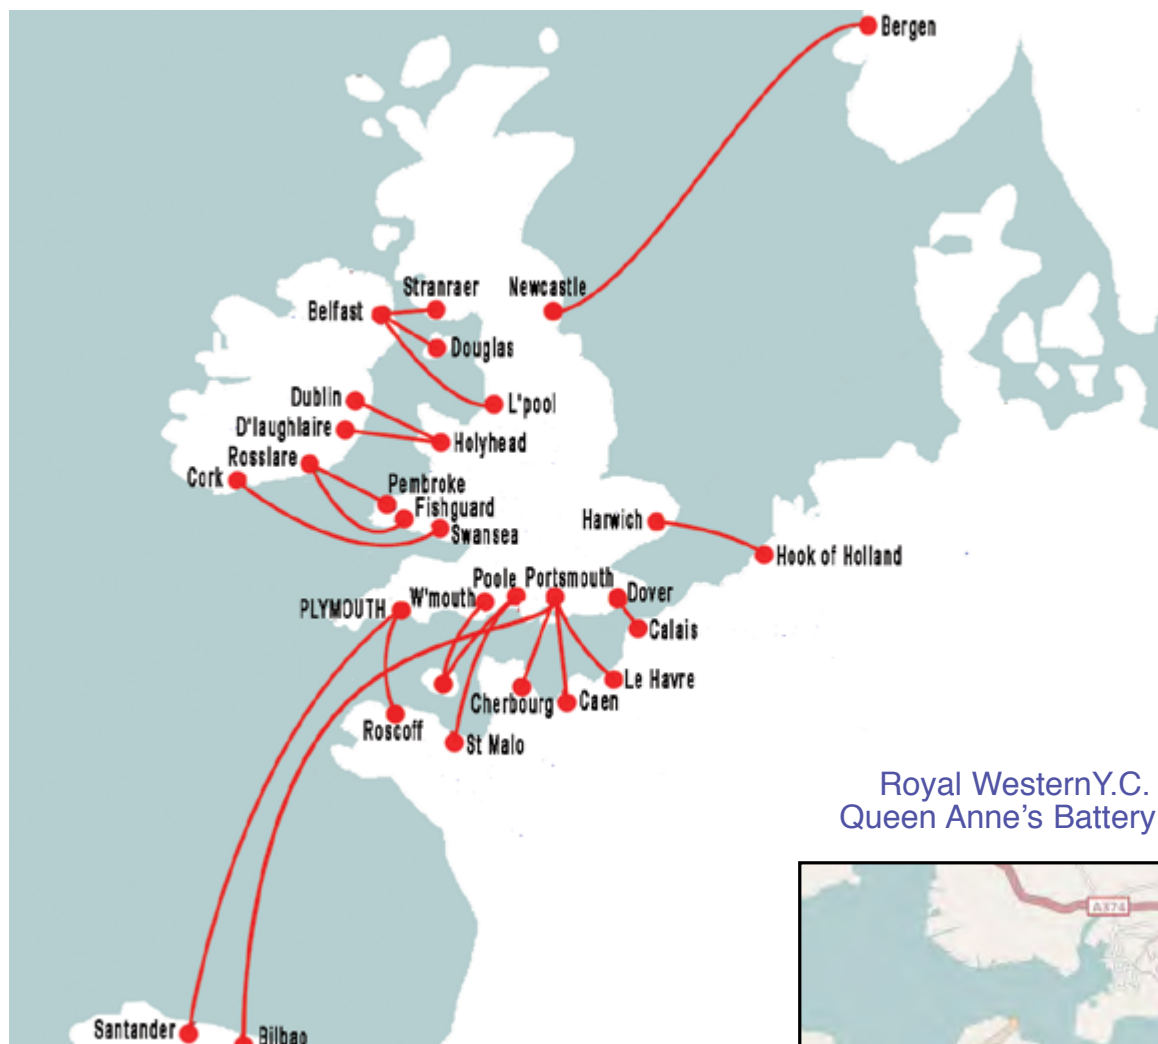 Bergen
Stranraer
Newcastle
Belfast
Douglas
Dublin
L'pool
D'laughlaire
Holyhead
Rosslare
Cork
Pembroke
Fishguard
Swansea
Harwich
Hook of Holland
Poole
Portsmouth
W'mouth
Dover
PLYMOUTH
Calais
Le Havre
Cherbourg
Caen
Roscoff
St Malo
Royal WesternY.C.
Queen Anne’s Battery
A374
Santander
Bilbao